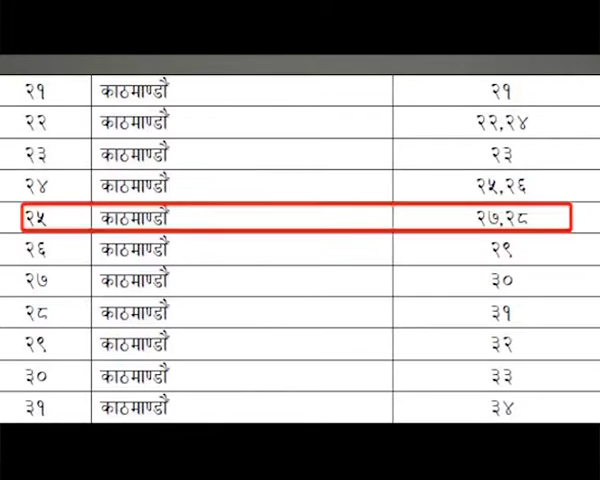 २१ काठमाण्डौ २१
२२ काठमाण्डौ २२,२४
२३ काठमाण्डौ २३
२४ काठमाण्डौ २५,२६
२५ काठमाण्डौ २७,२८
२६ काठमाण्डौ २९
२७ काठमाण्डौ ३०
२८ काठमाण्डौ ३१
२९ काठमाण्डौ ३२
३० काठमाण्डौ ३३
३१ काठमाण्डौ ३४